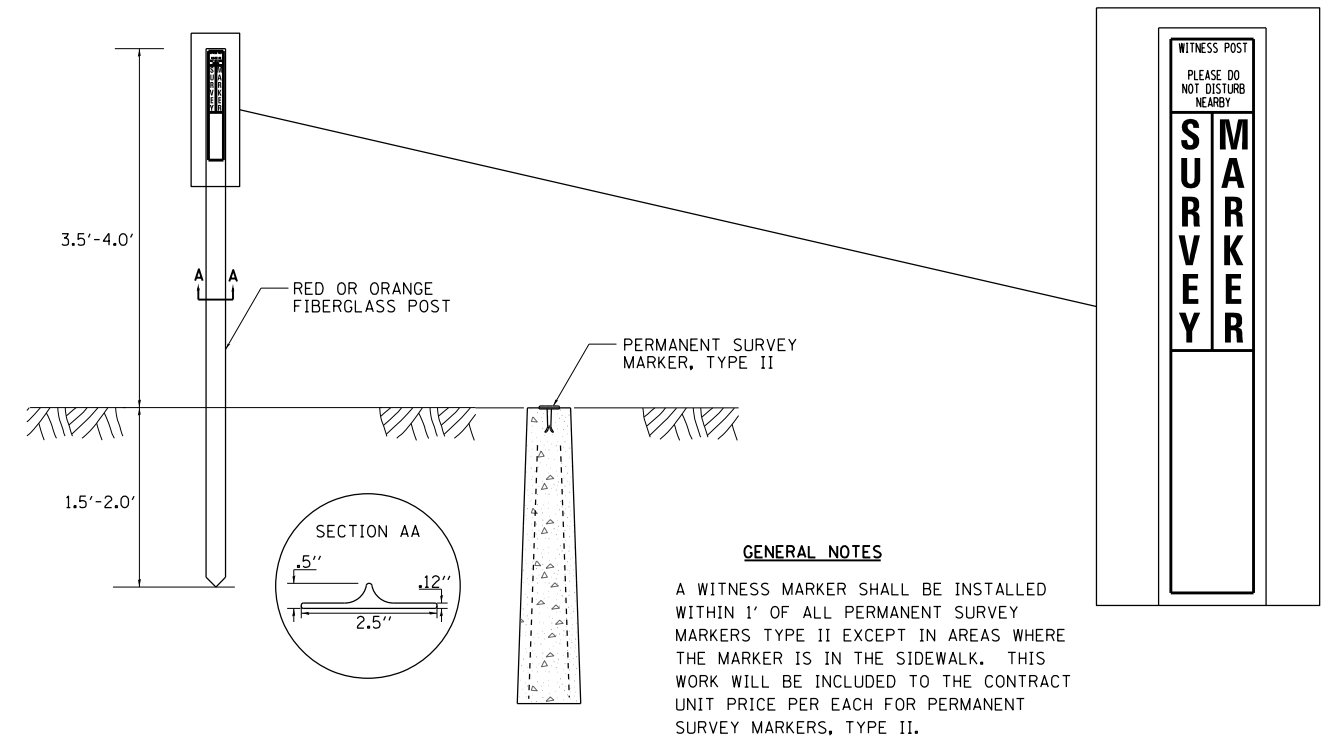 WITNESS POST
PLEASE DO
NOT DISTURB
NEARBY
SURVEY
MARKER
3.5'-4.0'
A A
RED OR ORANGE
FIBERGLASS POST
PERMANENT SURVEY
MARKER, TYPE II
1.5'-2.0'
SECTION AA
.5''
.12''
2.5''
GENERAL NOTES
A WITNESS MARKER SHALL BE INSTALLED
WITHIN 1' OF ALL PERMANENT SURVEY
MARKERS TYPE II EXCEPT IN AREAS WHERE
THE MARKER IS IN THE SIDEWALK. THIS
WORK WILL BE INCLUDED TO THE CONTRACT
UNIT PRICE PER EACH FOR PERMANENT
SURVEY MARKERS, TYPE II.